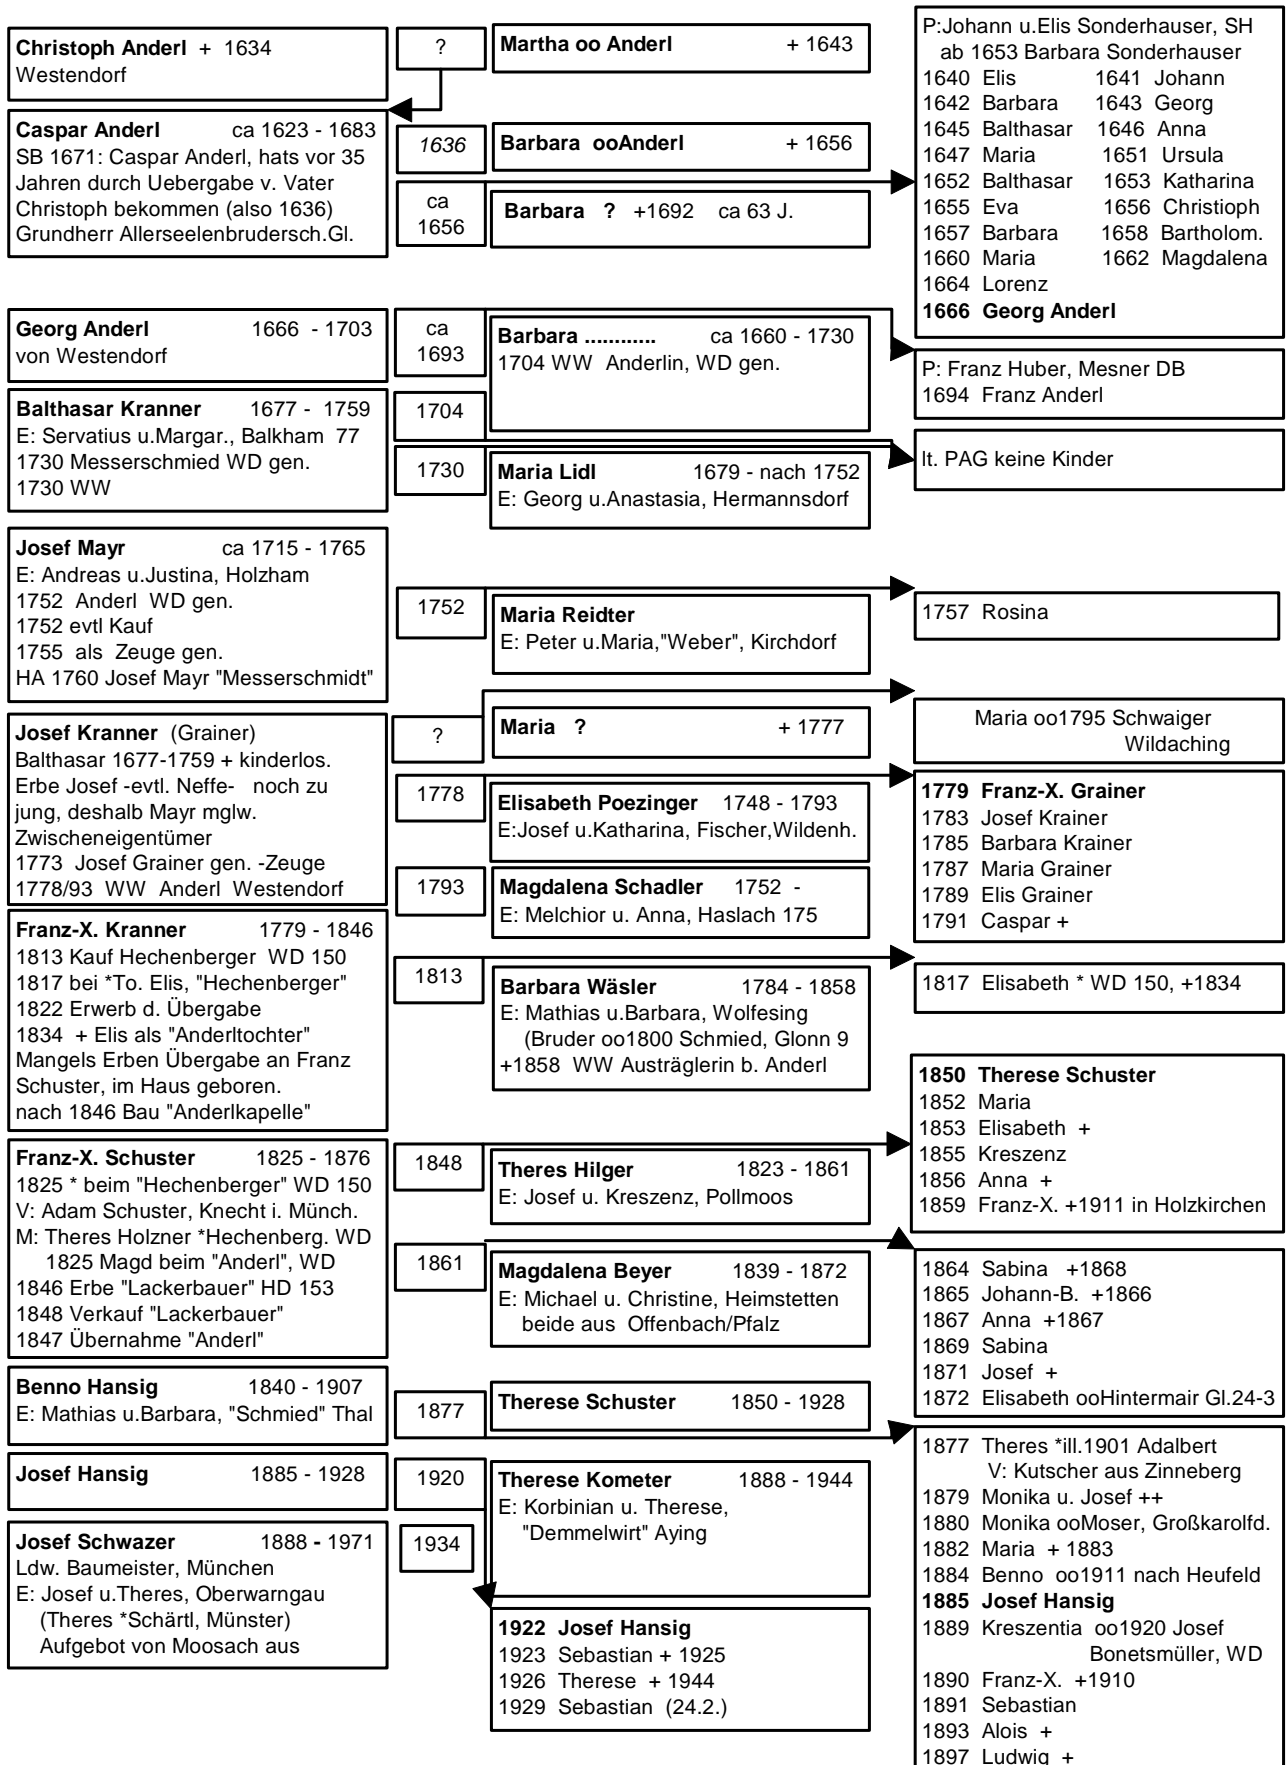 Christoph Anderl + 1634
Westendorf
?
Martha oo Anderl + 1643
Caspar Anderl ca 1623 - 1683
SB 1671: Caspar Anderl, hats vor 35
Jahren durch Uebergabe v. Vater
Christoph bekommen (also 1636)
Grundherr Allerseelenbrudersch.Gl.
1636
Barbara ooAnderl + 1656
ca
1656
Barbara ? +1692 ca 63 J.
P:Johann u.Elis Sonderhauser, SH
ab 1653 Barbara Sonderhauser
1640 Elis 1641 Johann
1642 Barbara 1643 Georg
1645 Balthasar 1646 Anna
1647 Maria 1651 Ursula
1652 Balthasar 1653 Katharina
1655 Eva 1656 Christioph
1657 Barbara 1658 Bartholom.
1660 Maria 1662 Magdalena
1664 Lorenz
1666 Georg Anderl
Georg Anderl 1666 - 1703
von Westendorf
ca
1693
Barbara ............ ca 1660 - 1730
1704 WW Anderlin, WD gen.
P: Franz Huber, Mesner DB
1694 Franz Anderl
Balthasar Kranner 1677 - 1759
E: Servatius u.Margar., Balkham 77
1730 Messerschmied WD gen.
1730 WW
1704
1730
Maria Lidl 1679 - nach 1752
E: Georg u.Anastasia, Hermannsdorf
lt. PAG keine Kinder
Josef Mayr ca 1715 - 1765
E: Andreas u.Justina, Holzham
1752 Anderl WD gen.
1752 evtl Kauf
1755 als Zeuge gen.
HA 1760 Josef Mayr "Messerschmidt"
1752
Maria Reidter
E: Peter u.Maria,"Weber", Kirchdorf
1757 Rosina
Josef Kranner (Grainer)
Balthasar 1677-1759 + kinderlos.
Erbe Josef -evtl. Neffe- noch zu
jung, deshalb Mayr mglw.
Zwischeneigentümer
1773 Josef Grainer gen. -Zeuge
1778/93 WW Anderl Westendorf
?
Maria ? + 1777
Maria oo1795 Schwaiger
Wildaching
1778
Elisabeth Poezinger 1748 - 1793
E:Josef u.Katharina, Fischer,Wildenh.
1779 Franz-X. Grainer
1783 Josef Krainer
1785 Barbara Krainer
1787 Maria Grainer
1789 Elis Grainer
1791 Caspar +
1793
Magdalena Schadler 1752 -
E: Melchior u. Anna, Haslach 175
Franz-X. Kranner 1779 - 1846
1813 Kauf Hechenberger WD 150
1817 bei *To. Elis, "Hechenberger"
1822 Erwerb d. Übergabe
1834 + Elis als "Anderltochter"
Mangels Erben Übergabe an Franz
Schuster, im Haus geboren.
nach 1846 Bau "Anderlkapelle"
1813
Barbara Wäsler 1784 - 1858
E: Mathias u.Barbara, Wolfesing
(Bruder oo1800 Schmied, Glonn 9
+1858 WW Austräglerin b. Anderl
1817 Elisabeth * WD 150, +1834
Franz-X. Schuster 1825 - 1876
1825 * beim "Hechenberger" WD 150
V: Adam Schuster, Knecht i. Münch.
M: Theres Holzner *Hechenberg. WD
1825 Magd beim "Anderl", WD
1846 Erbe "Lackerbauer" HD 153
1848 Verkauf "Lackerbauer"
1847 Übernahme "Anderl"
1848
Theres Hilger 1823 - 1861
E: Josef u. Kreszenz, Pollmoos
1850 Therese Schuster
1852 Maria
1853 Elisabeth +
1855 Kreszenz
1856 Anna +
1859 Franz-X. +1911 in Holzkirchen
1861
Magdalena Beyer 1839 - 1872
E: Michael u. Christine, Heimstetten
beide aus Offenbach/Pfalz
1864 Sabina +1868
1865 Johann-B. +1866
1867 Anna +1867
1869 Sabina
1871 Josef +
1872 Elisabeth ooHintermair Gl.24-3
Benno Hansig 1840 - 1907
E: Mathias u.Barbara, "Schmied" Thal
1877
Therese Schuster 1850 - 1928
1877 Theres *ill.1901 Adalbert
V: Kutscher aus Zinneberg
1879 Monika u. Josef ++
1880 Monika ooMoser, Großkarolfd.
1882 Maria + 1883
1884 Benno oo1911 nach Heufeld
1885 Josef Hansig
1889 Kreszentia oo1920 Josef
Bonetsmüller, WD
1890 Franz-X. +1910
1891 Sebastian
1893 Alois +
1897 Ludwig +
Josef Hansig 1885 - 1928
1920
Therese Kometer 1888 - 1944
E: Korbinian u. Therese,
"Demmelwirt" Aying
Josef Schwazer 1888 - 1971
Ldw. Baumeister, München
E: Josef u.Theres, Oberwarngau
(Theres *Schärtl, Münster)
Aufgebot von Moosach aus
1934
1922 Josef Hansig
1923 Sebastian + 1925
1926 Therese + 1944
1929 Sebastian (24.2.)